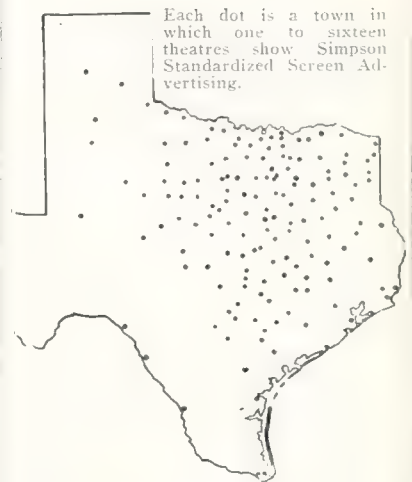 Each dot is a town in
which one to sixteen
theatres show Simpson
Standardized Screen Ad-
vertising.